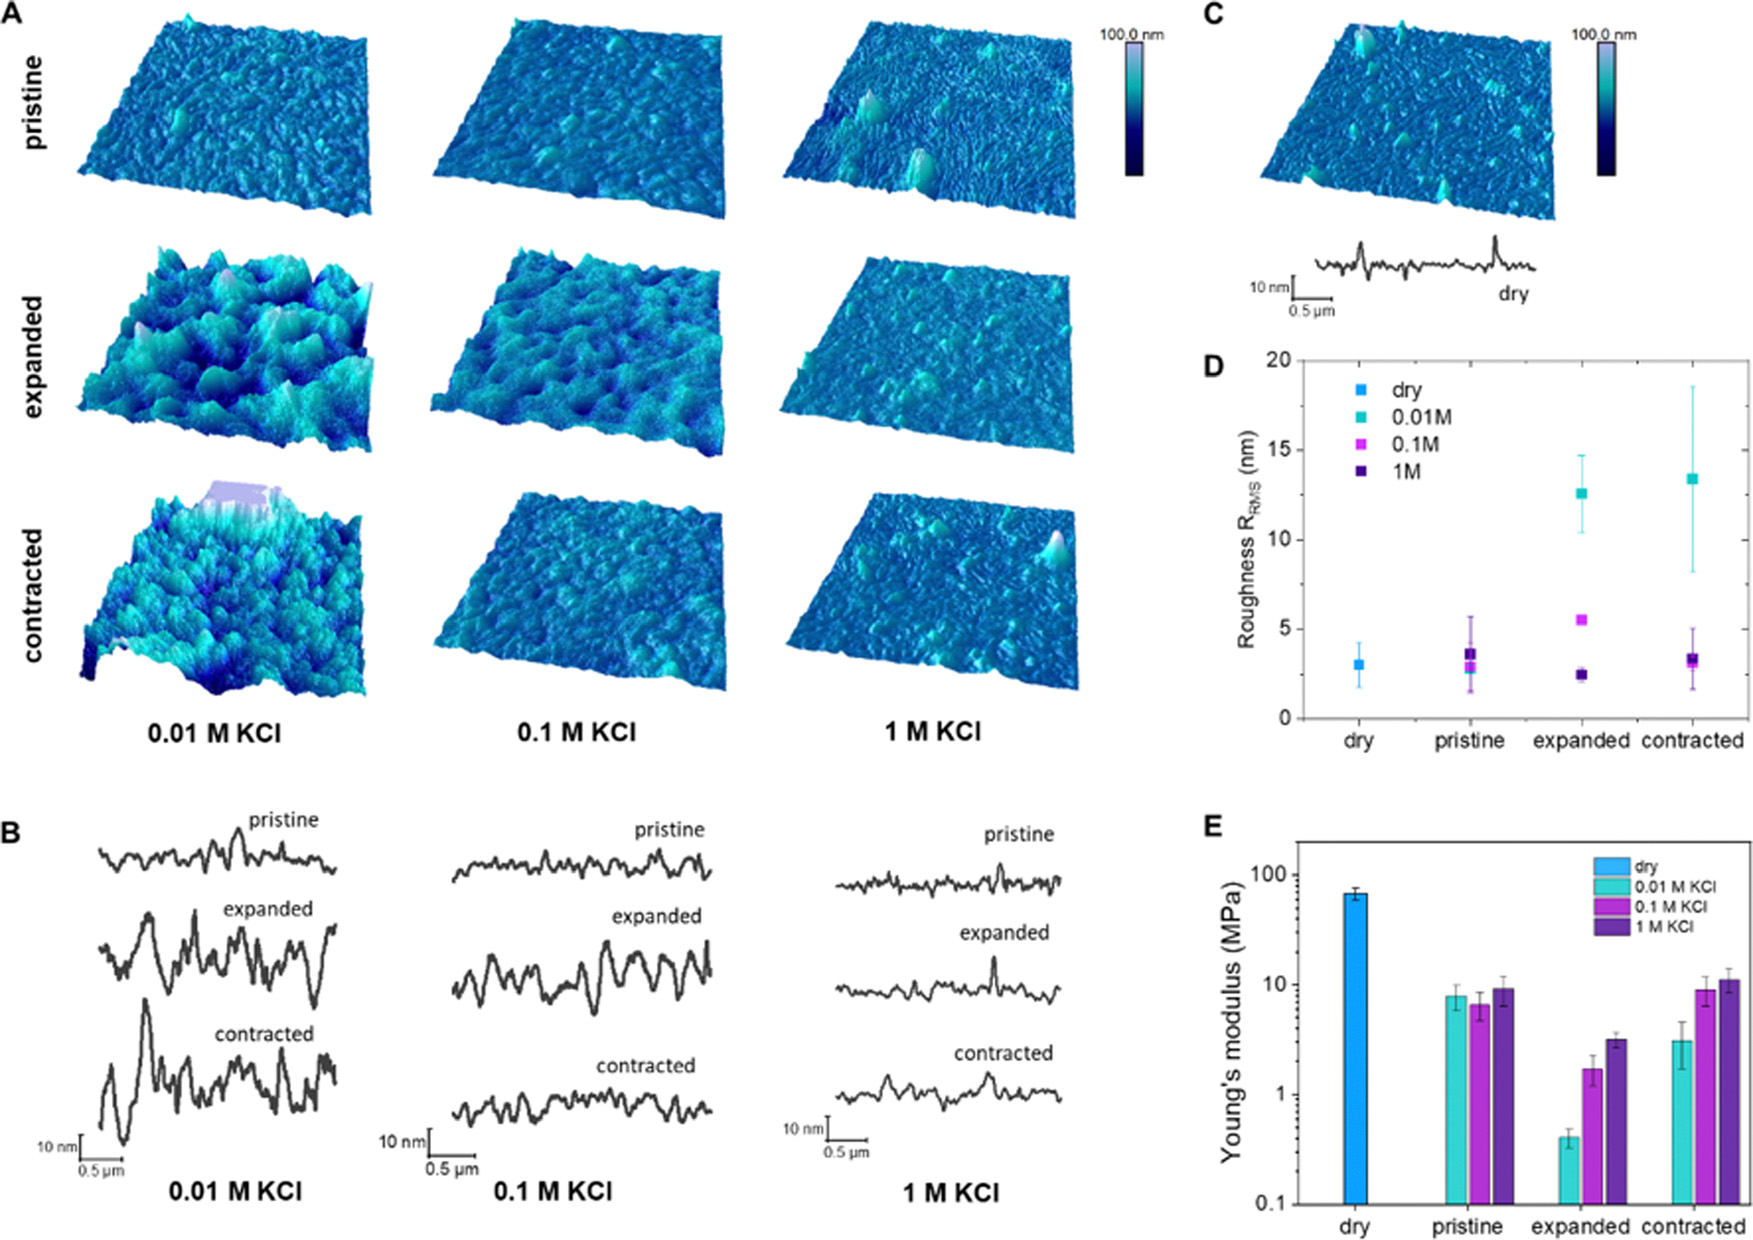 A
pristine
expanded
contracted
100.0 nm
0.01 M KCl
0.1 M KCl
1 M KCl
B
pristine
expanded
contracted
10 nm
0.5 μm
0.01 M KCl
pristine
expanded
contracted
10 nm
0.5 μm
0.1 M KCl
pristine
expanded
contracted
10 nm
0.5 μm
1 M KCl
C
100.0 nm
10 nm
0.5 μm
dry
D
Roughness R_RMS (nm)
20
15
10
5
0
dry
0.01M
0.1M
1M
dry pristine expanded contracted
E
Young's modulus (MPa)
100
10
1
0.1
dry
0.01 M KCl
0.1 M KCl
1 M KCl
dry pristine expanded contracted